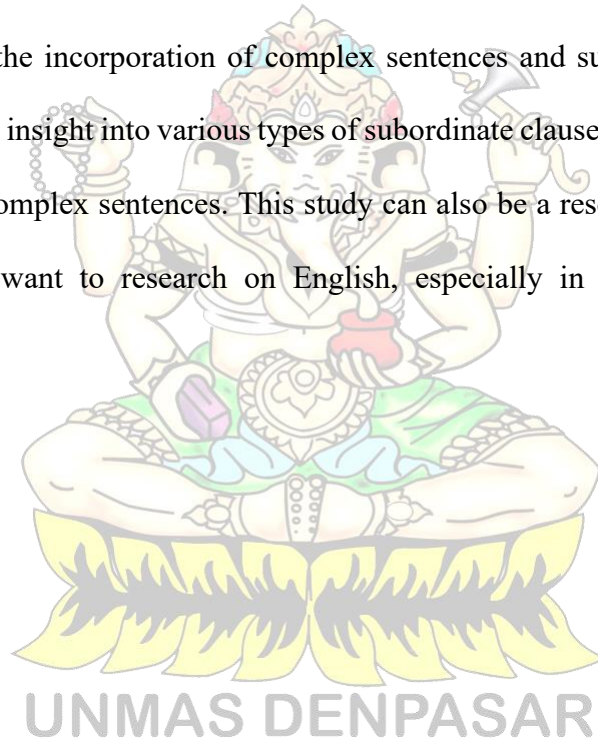 the incorporation of complex sentences and su
insight into various types of subordinate clause
omplex sentences. This study can also be a rese
want to research on English, especially in
UNMAS DENPASAR